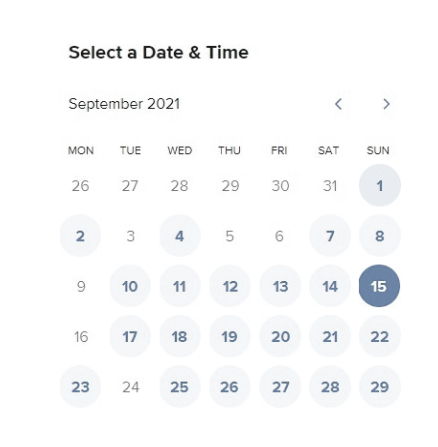 Select a Date & Time
September 2021
MON TUE WED THU FRI SAT SUN
26 27 28 29 30 31 1
2 3 4 5 6 7 8
9 10 11 12 13 14 15
16 17 18 19 20 21 22
23 24 25 26 27 28 29